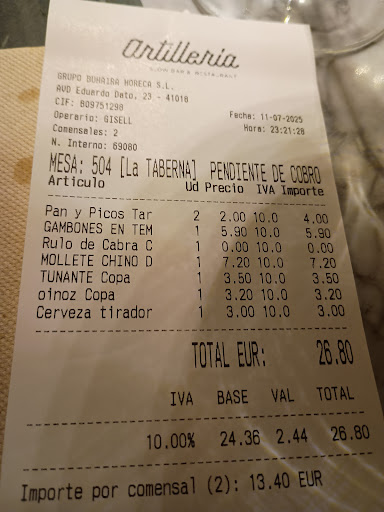 artilleria
GRUPO BUHAIRA HORECA S.L.
AVD Eduardo Dato, 23 - 41018
CIF: B09751290
Operario: GISELL
Comensales: 2
N. Interno: 69080
Fecha: 11-07-2025
Hora: 23:21:28
MESA: 504 [La TABERNA] PENDIENTE DE COBRO
Articulo Ud Precio IVA Importe
Pan y Picos Tar 2 2.00 10.0 4.00
GAMBONES EN TEM 1 5.90 10.0 5.90
Rulo de Cabra C 1 0.00 10.0 0.00
MOLLETE CHINO D 1 7.20 10.0 7.20
TUNANTE Copa 1 3.50 10.0 3.50
oinoz Copa 1 3.20 10.0 3.20
Cerveza tirador 1 3.00 10.0 3.00
TOTAL EUR: 26.80
IVA BASE VAL TOTAL
10.00% 24.36 2.44 26.80
Importe por comensal (2): 13.40 EUR